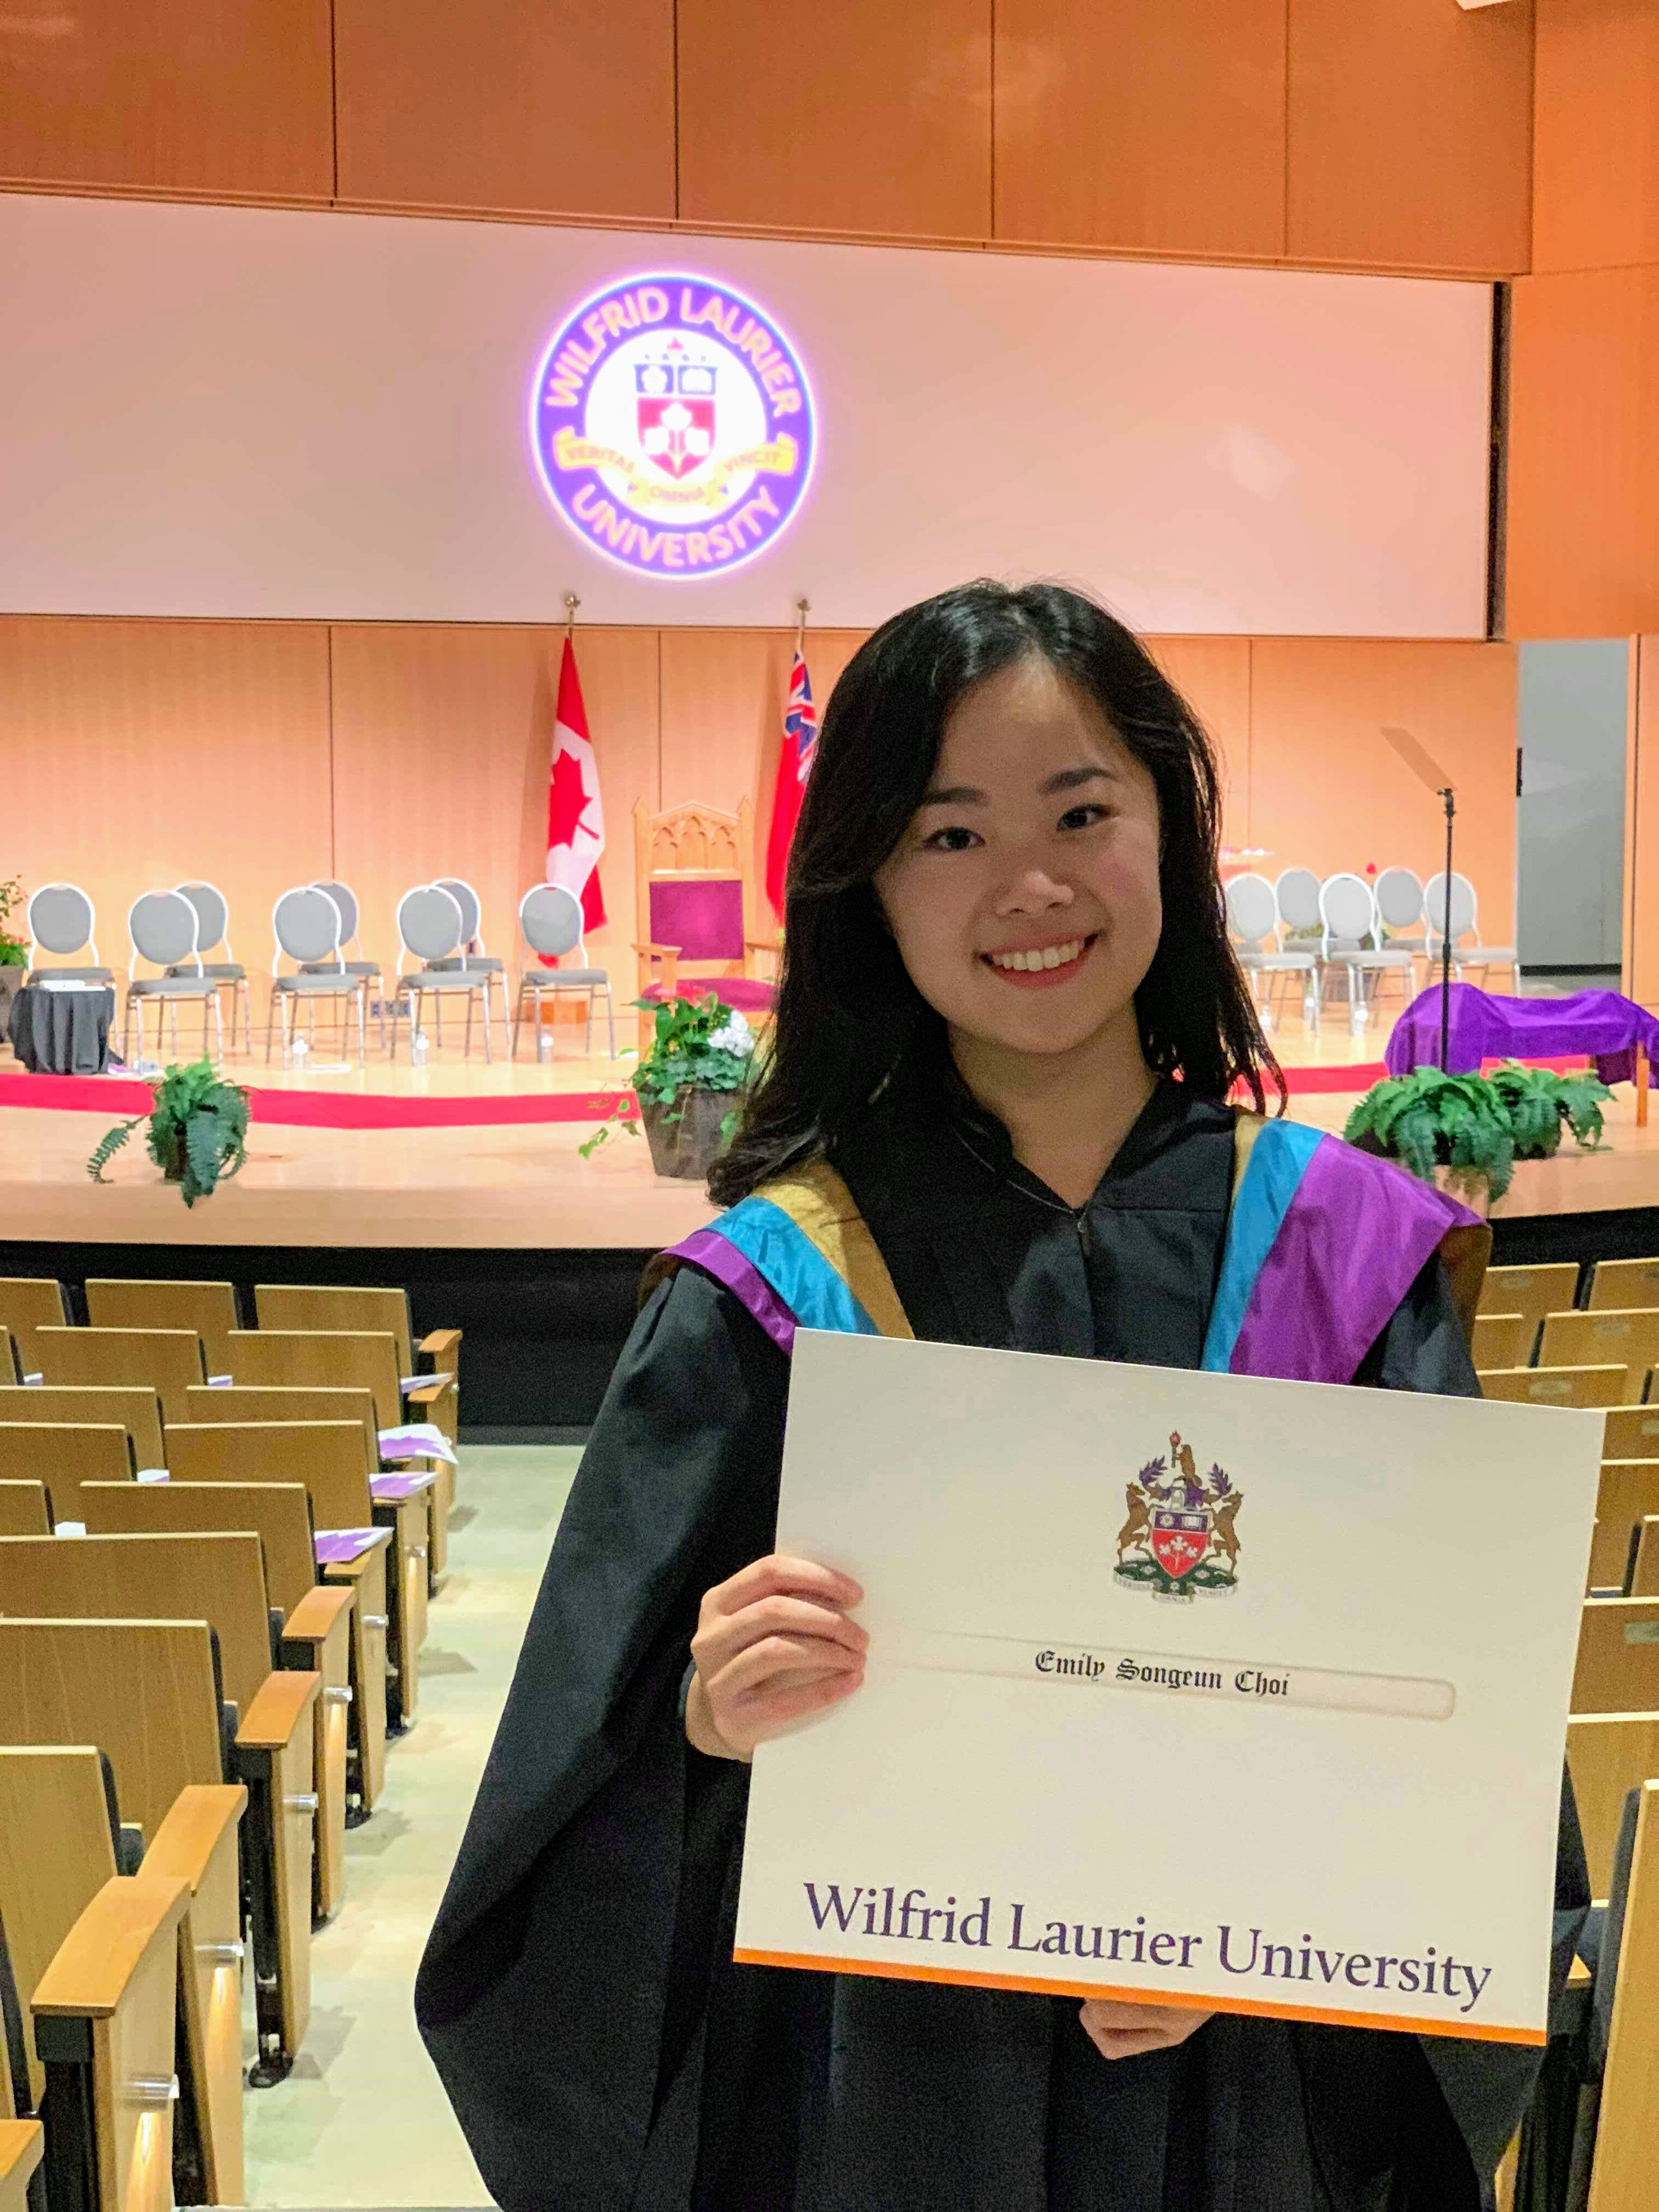 WILFRID LAURIER
VERITAS OMNIA VINCIT
UNIVERSITY
Emily Songeun Choi
Wilfrid Laurier University